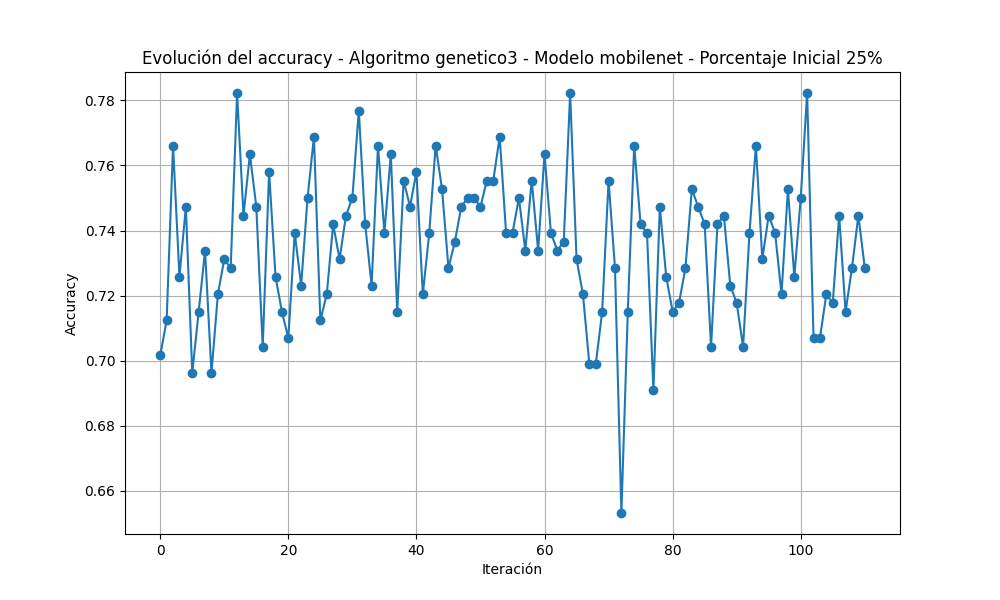 Evolución del accuracy - Algoritmo genetico3 - Modelo mobilenet - Porcentaje Inicial 25%
Accuracy
0.78
0.76
0.74
0.72
0.70
0.68
0.66
0 20 40 60 80 100
Iteración